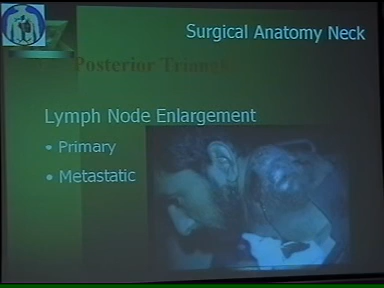 Surgical Anatomy Neck
Posterior Triangle
Lymph Node Enlargement
• Primary
• Metastatic